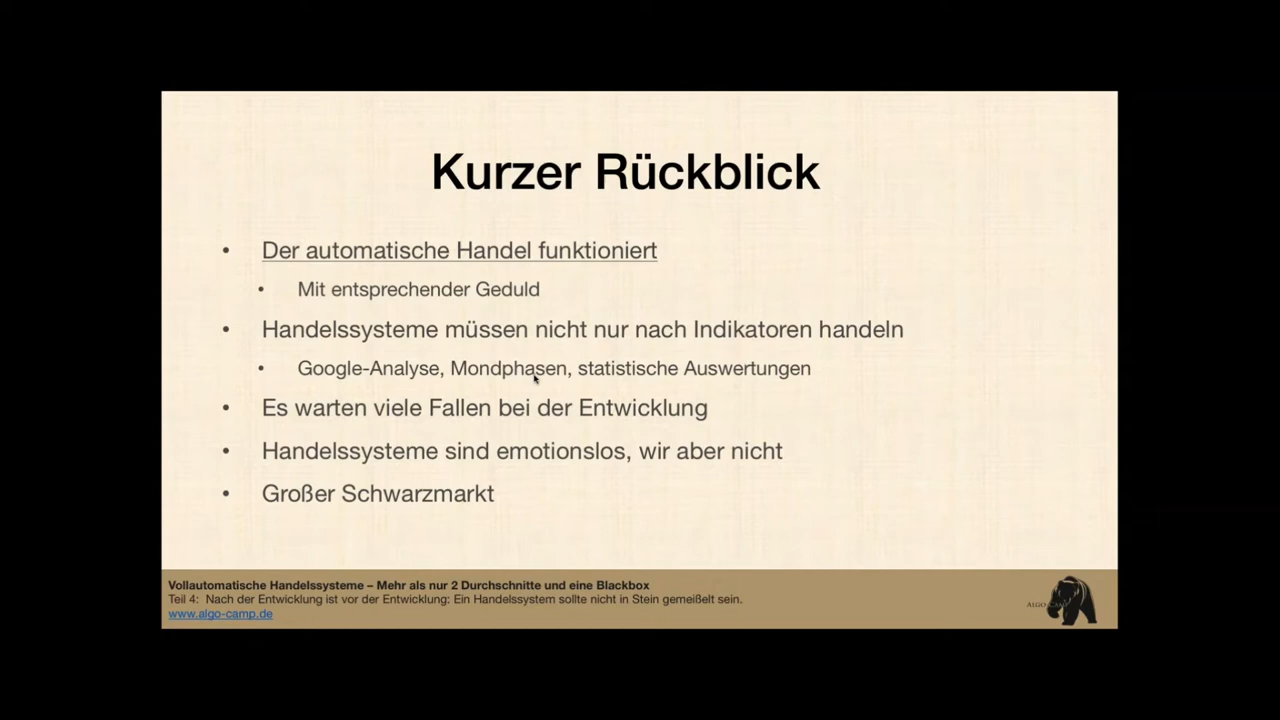 Kurzer Rückblick
• Der automatische Handel funktioniert
• Mit entsprechender Geduld
• Handelssysteme müssen nicht nur nach Indikatoren handeln
• Google-Analyse, Mondphasen, statistische Auswertungen
• Es warten viele Fallen bei der Entwicklung
• Handelssysteme sind emotionslos, wir aber nicht
• Großer Schwarzmarkt
Vollautomatische Handelssysteme – Mehr als nur 2 Durchschnitte und eine Blackbox
Teil 4: Nach der Entwicklung ist vor der Entwicklung: Ein Handelssystem sollte nicht in Stein gemeißelt sein.
www.algo-camp.de
ALGO-CAMP